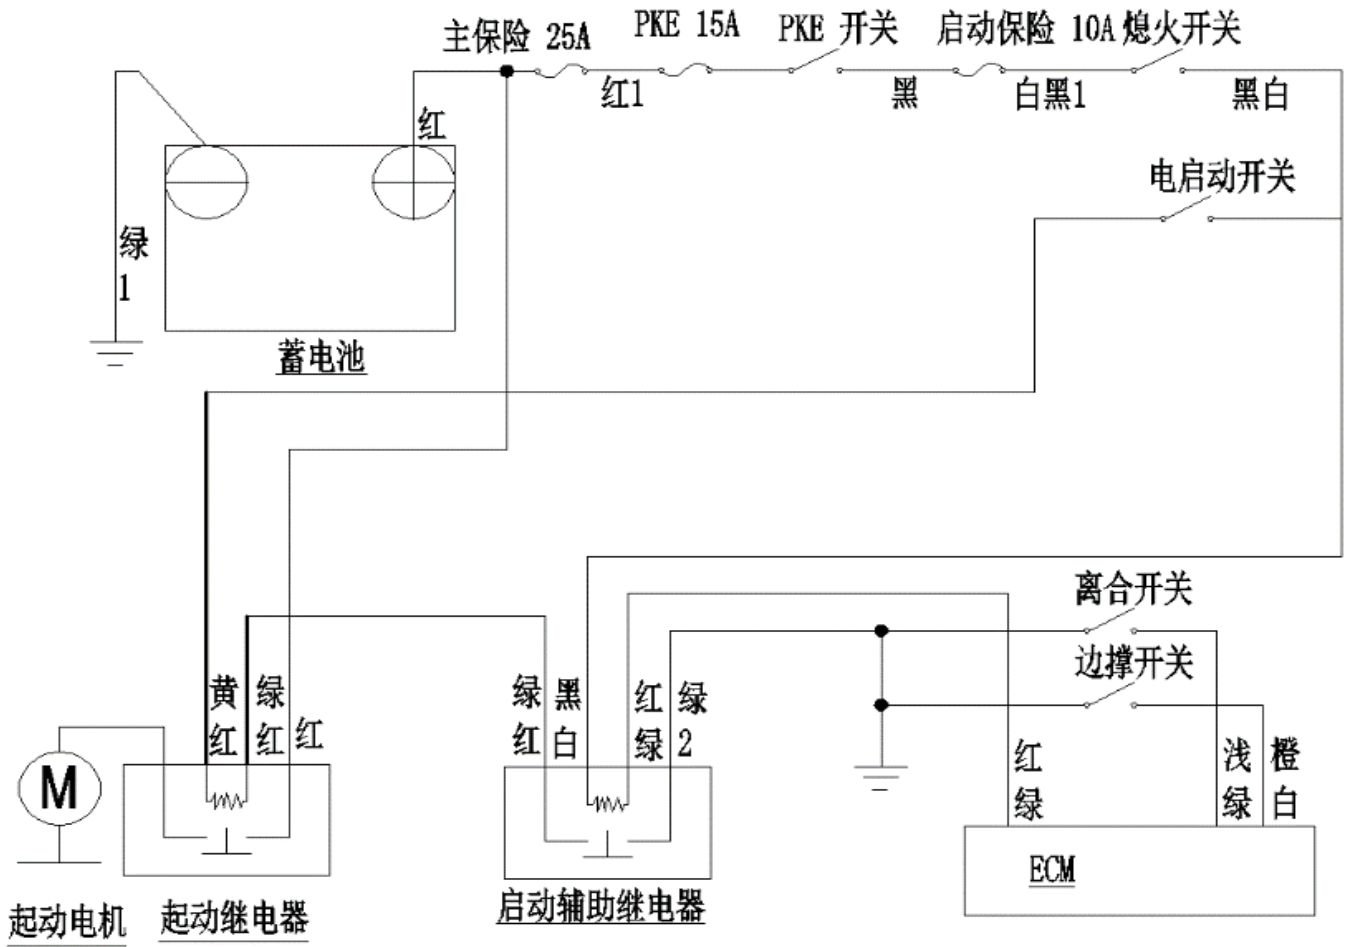 主保险 25A
PKE 15A
PKE 开关
启动保险 10A
熄火开关
红1
黑
白黑1
黑白
红
电启动开关
绿1
蓄电池
离合开关
边撑开关
黄红
绿红
红
绿红
黑白
红绿
绿2
红绿
浅绿
橙白
M
ECM
起动电机
起动继电器
启动辅助继电器